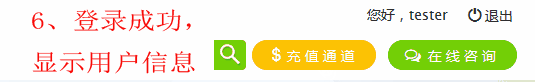 6、登录成功，
显示用户信息
您好，tester 退出
$ 充值通道 在线咨询